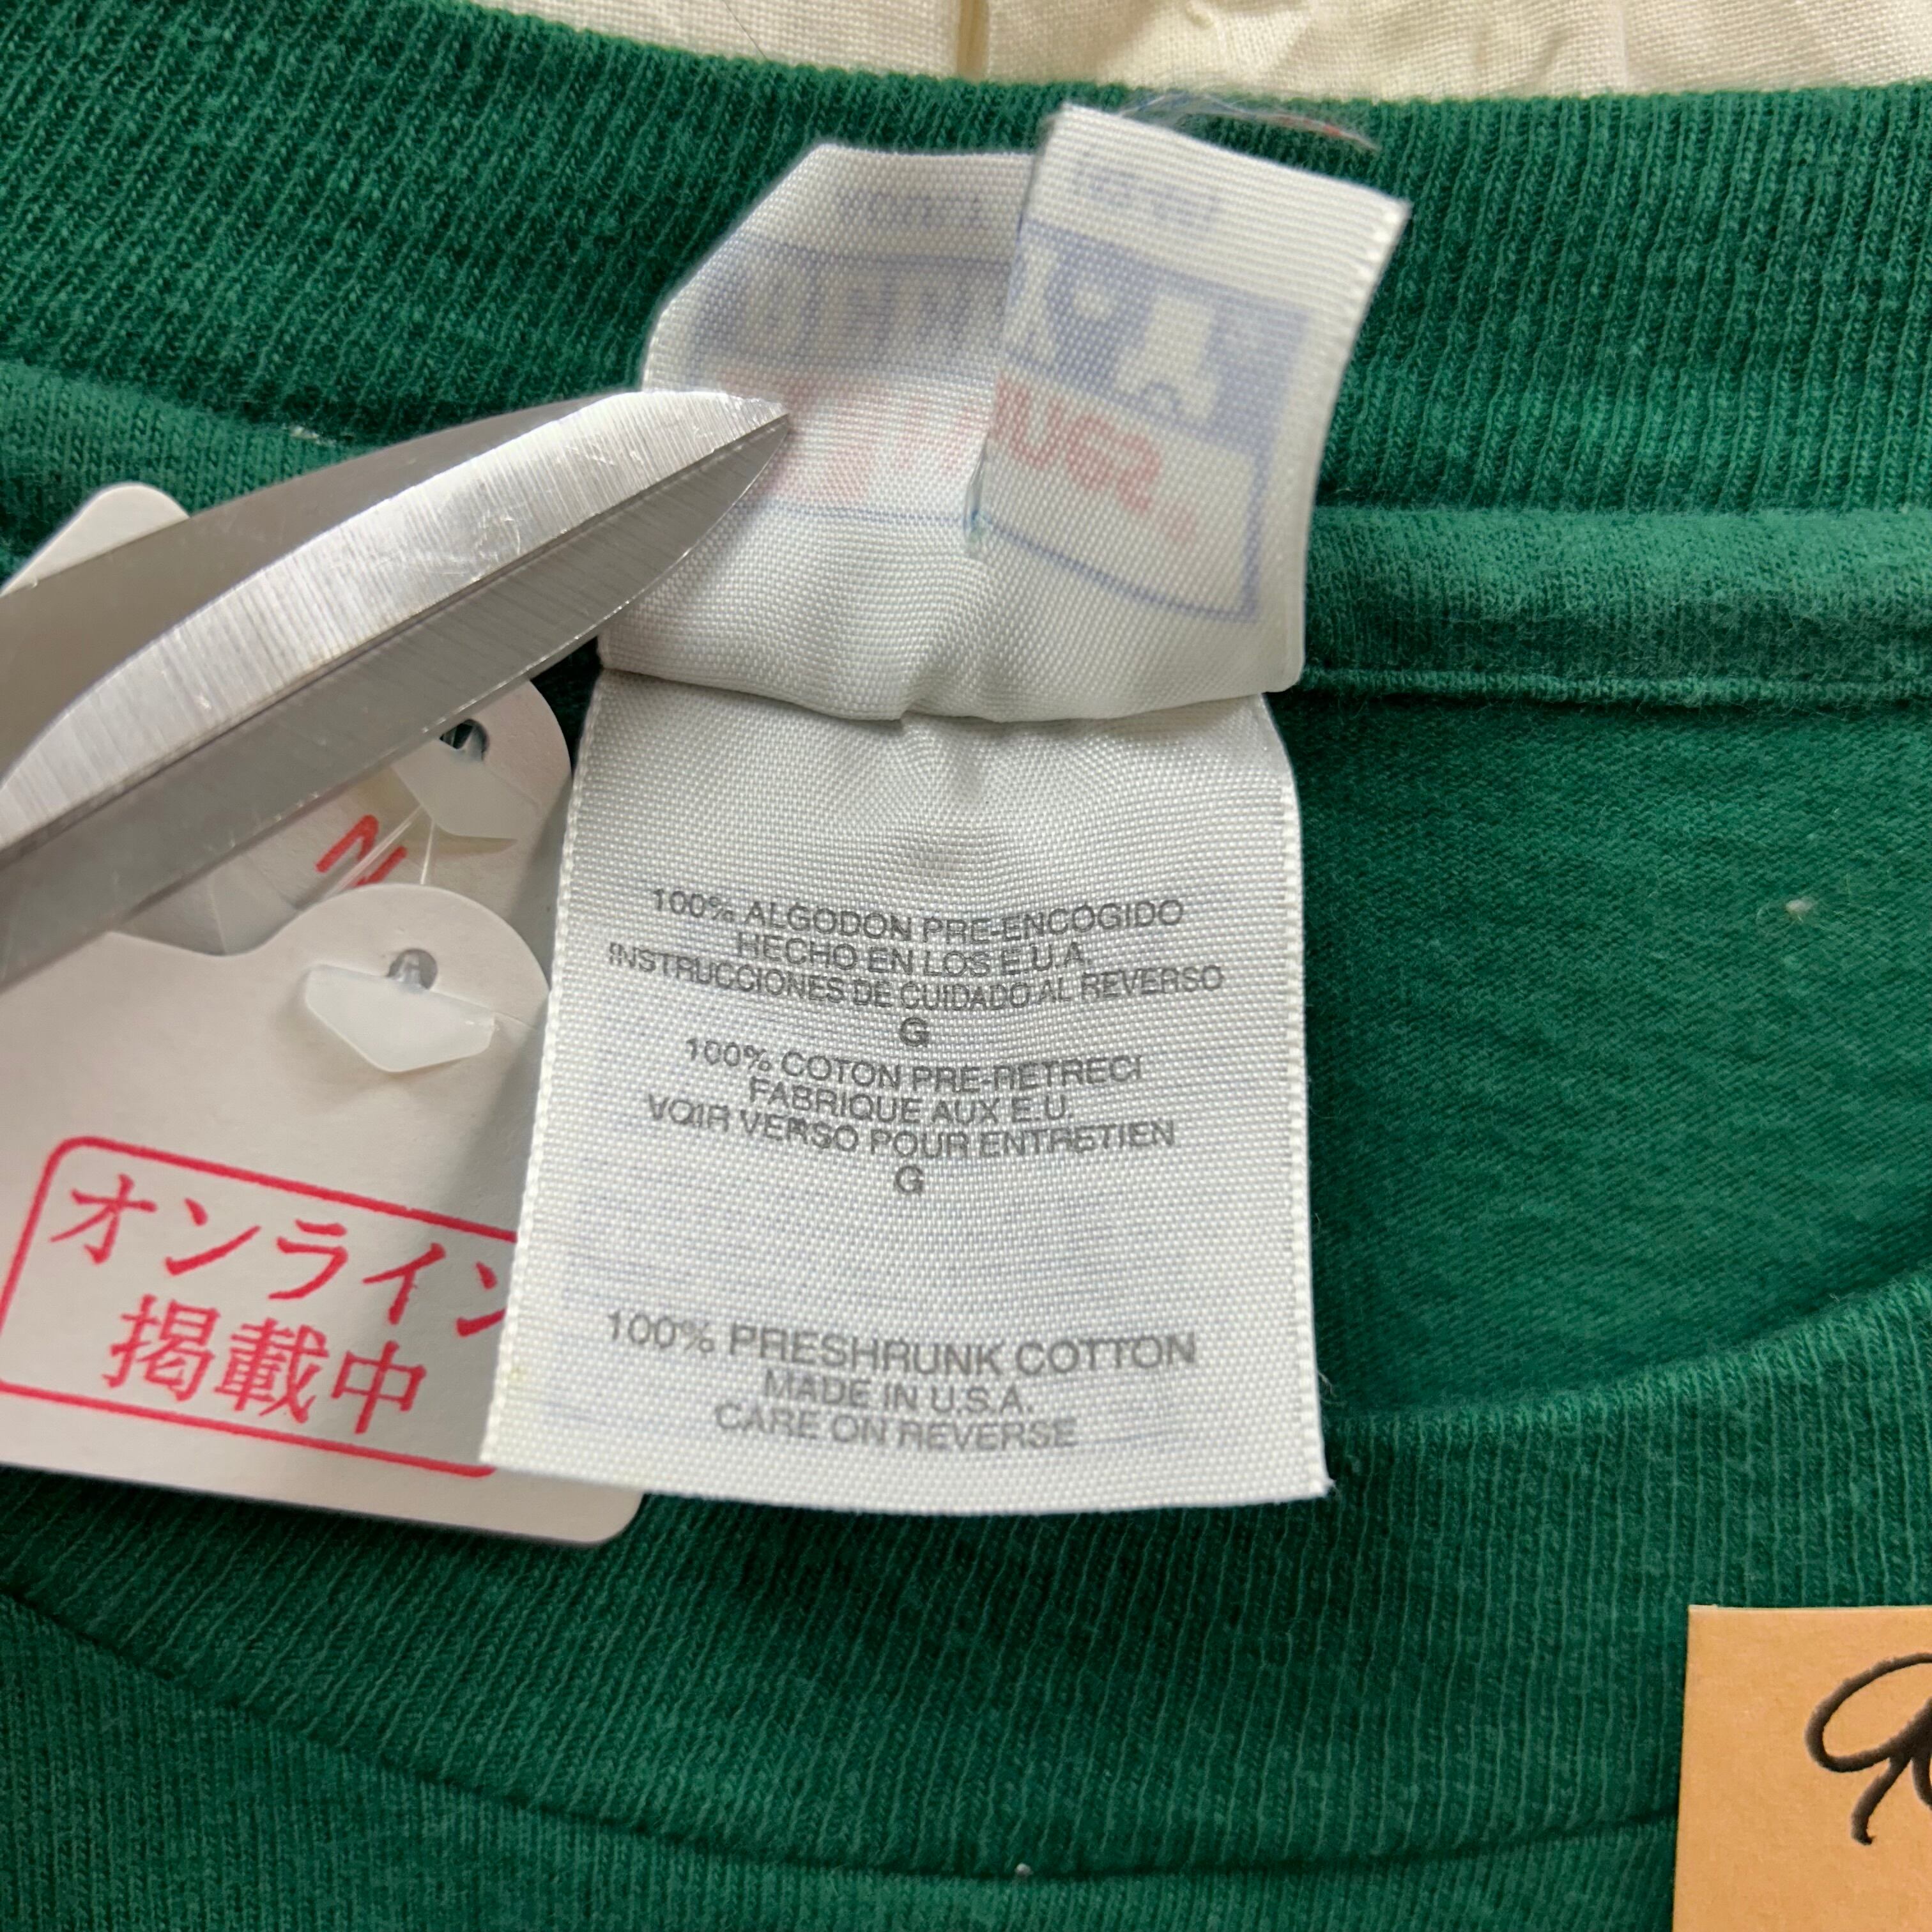 100% ALGODON PRE-ENCOGIDO
HECHO EN LOS E.U.A.
INSTRUCCIONES DE CUIDADO AL REVERSO
G
100% COTON PRE-RETRECI
FABRIQUE AUX E.U.
VOIR VERSO POUR ENTRETIEN
G
100% PRESHRUNK COTTON
MADE IN U.S.A.
CARE ON REVERSE
オンライン
掲載中